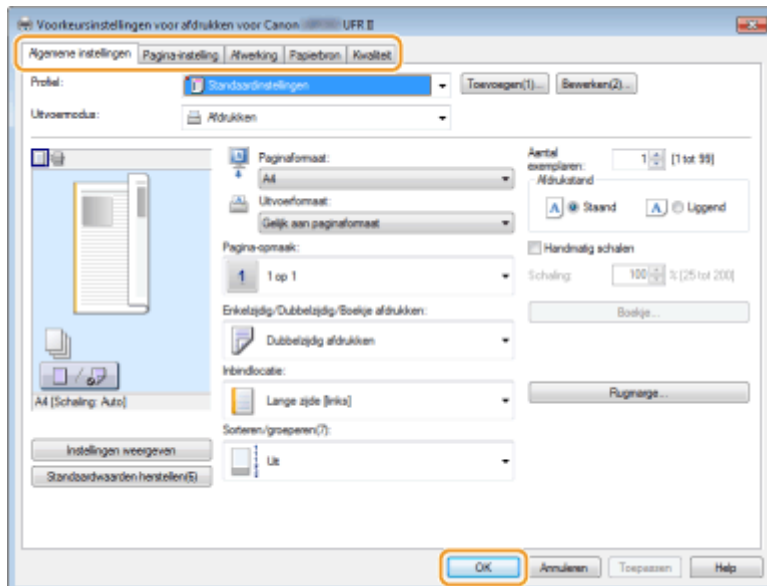 Voorkeursinstellingen voor afdrukken voor Canon UFR II
Algemene instellingen Pagina-instelling Afwerking Papierbron Kwaliteit
Profiel: Standaardinstellingen Toevoegen(1)... Bewerken(2)...
Uitvoermodus: Afdrukken
Paginaformaat:
A4
Uitvoerformaat:
Gelijk aan paginaformaat
Pagina-opmaak:
1 1 op 1
Enkelzijdig/Dubbelzijdig/Boekje afdrukken:
Dubbelzijdig afdrukken
Inbindlocatie:
Lange zijde [links]
Sorteren/groeperen(7):
Uit
Aantal exemplaren: 1 [1 tot 99]
Afdrukstand
A Staand A Liggend
Handmatig schalen
Schaling: 100 % [25 tot 200]
Boekje...
Rugmarge...
A4 [Schaling: Auto]
Instellingen weergeven
Standaardwaarden herstellen(6)
OK Annuleren Toepassen Help